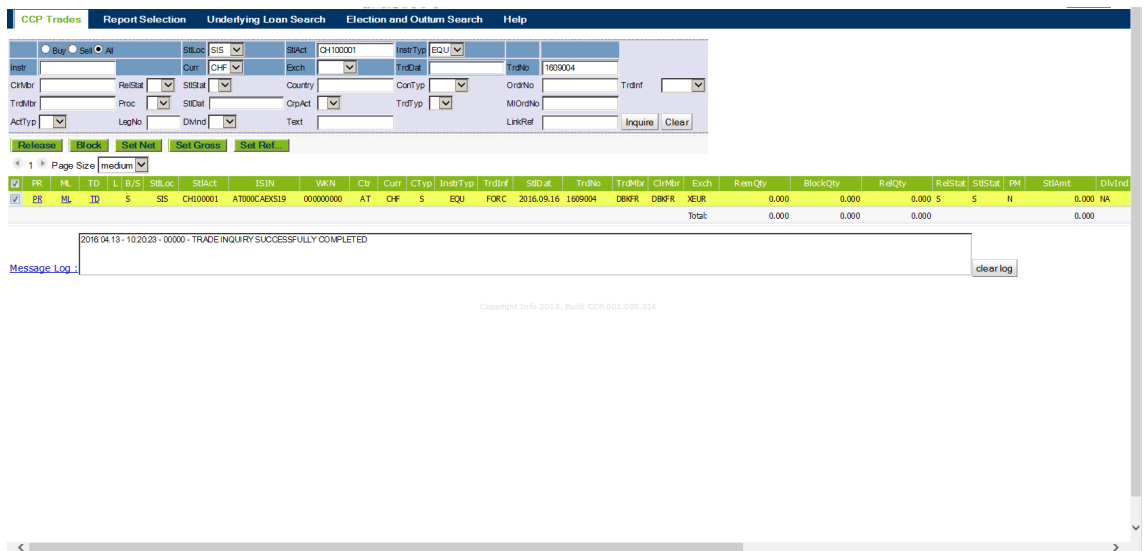 CCP Trades Report Selection Underlying Loan Search Election and Outturn Search Help
Buy Sell All StlLoc SIS StlAct CH100001 InstrTyp EQU
Instr Curr CHF Exch TrdDat TrdNo 1609004
ClrMbr RelStat StlStat Country ConTyp OrdrNo TrdInf
TrdMbr Proc StlDat CrpAct TrdTyp MlOrdNo
ActTyp LegNo DlvInd Text LinkRef Inquire Clear
Release Block Set Net Set Gross Set Ref...
1 Page Size medium
PR ML TD L B/S StlLoc StlAct ISIN WKN Ctr Curr CTyp InstrTyp TrdInf StlDat TrdNo TrdMbr ClrMbr Exch RemQty BlockQty RelQty RelStat StlStat PM StlAmt DlvInd
PR ML TD S SIS CH100001 AT000CAEXS19 000000000 AT CHF S EQU FORC 2016.09.16 1609004 DBKFR DBKFR XEUR 0.000 0.000 0.000 S S N 0.000 NA
Total: 0.000 0.000 0.000 0.000
2016.04.13 - 10:20:23 - 00000 - TRADE INQUIRY SUCCESSFULLY COMPLETED
Message Log : clear log
Copyright Info 2013. Build CCP.001.000.016